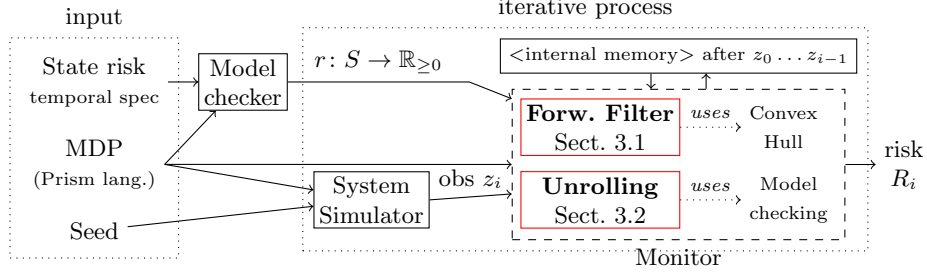 input
iterative process
State risk
temporal spec
Model
checker
r: S → ℝ≥0
<internal memory> after z0 … zi−1
MDP
(Prism lang.)
Forw. Filter
Sect. 3.1
uses
Convex
Hull
Seed
System
Simulator
obs zi
Unrolling
Sect. 3.2
uses
Model
checking
risk
Ri
Monitor